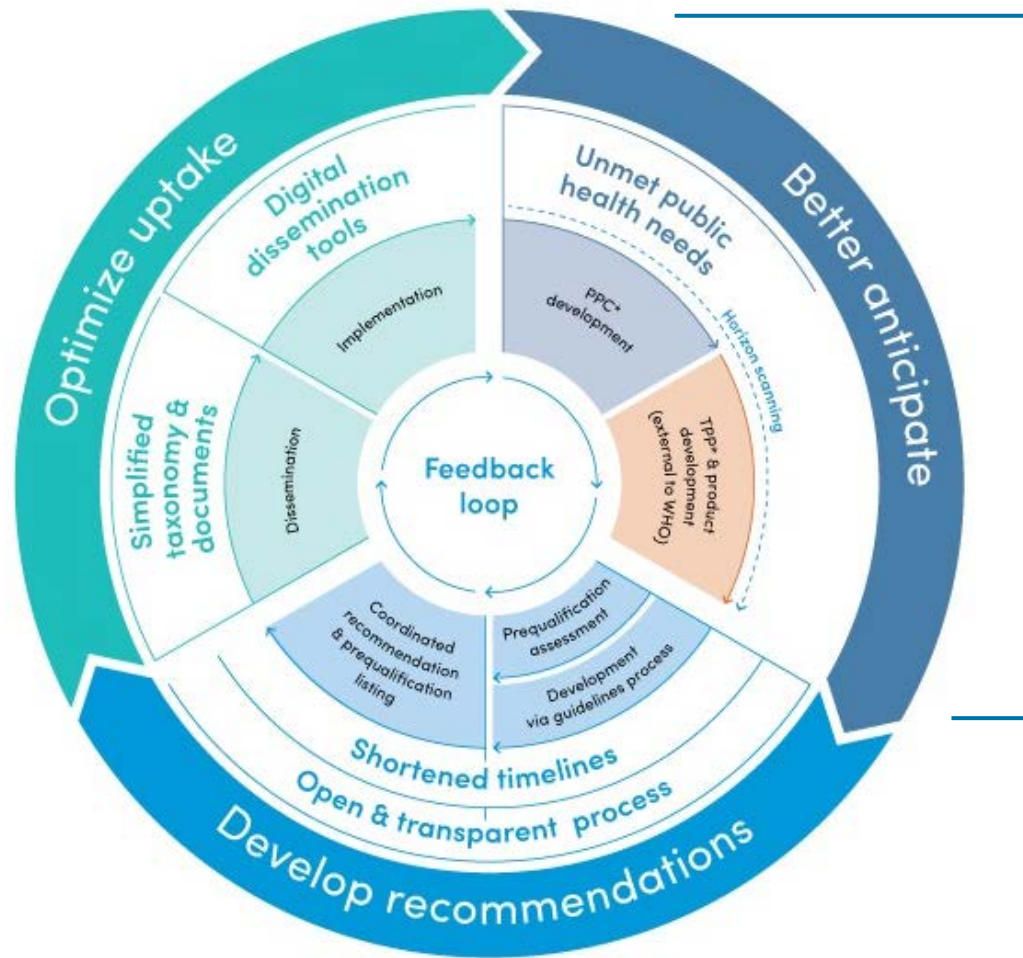 Optimize uptake
Better anticipate
Develop recommendations
Digital
dissemination
tools
Unmet public
health needs
Implementation
PPC*
development
Horizon scanning
TPP* & product
development
(external to WHO)
Simplified
taxonomy &
documents
Dissemination
Feedback
loop
Coordinated
recommendation
& prequalification
listing
Prequalification
assessment
Development
via guidelines process
Shortened timelines
Open & transparent process